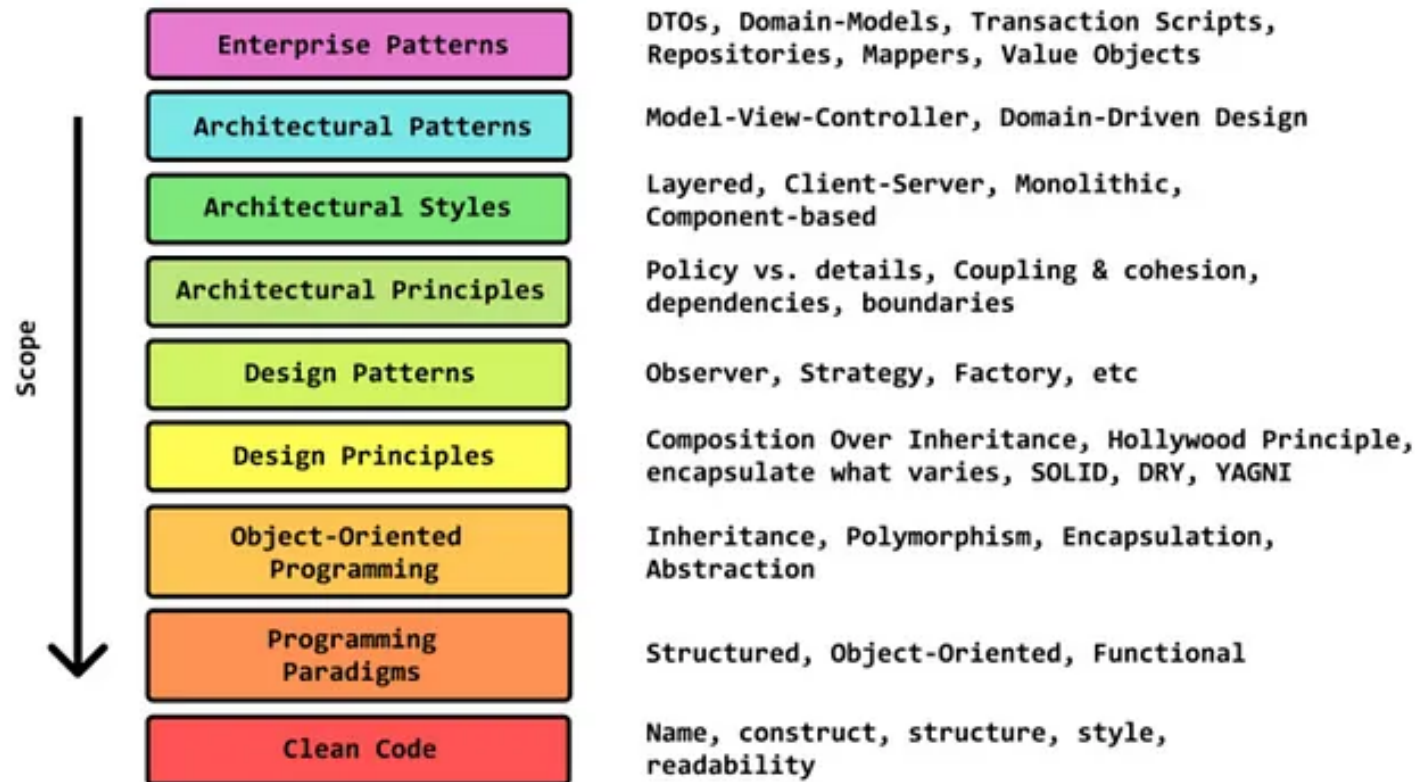 Enterprise Patterns
DTOs, Domain-Models, Transaction Scripts,
Repositories, Mappers, Value Objects
Architectural Patterns
Model-View-Controller, Domain-Driven Design
Architectural Styles
Layered, Client-Server, Monolithic,
Component-based
Architectural Principles
Policy vs. details, Coupling & cohesion,
dependencies, boundaries
Scope
Design Patterns
Observer, Strategy, Factory, etc
Design Principles
Composition Over Inheritance, Hollywood Principle,
encapsulate what varies, SOLID, DRY, YAGNI
Object-Oriented
Programming
Inheritance, Polymorphism, Encapsulation,
Abstraction
Programming
Paradigms
Structured, Object-Oriented, Functional
Clean Code
Name, construct, structure, style,
readability